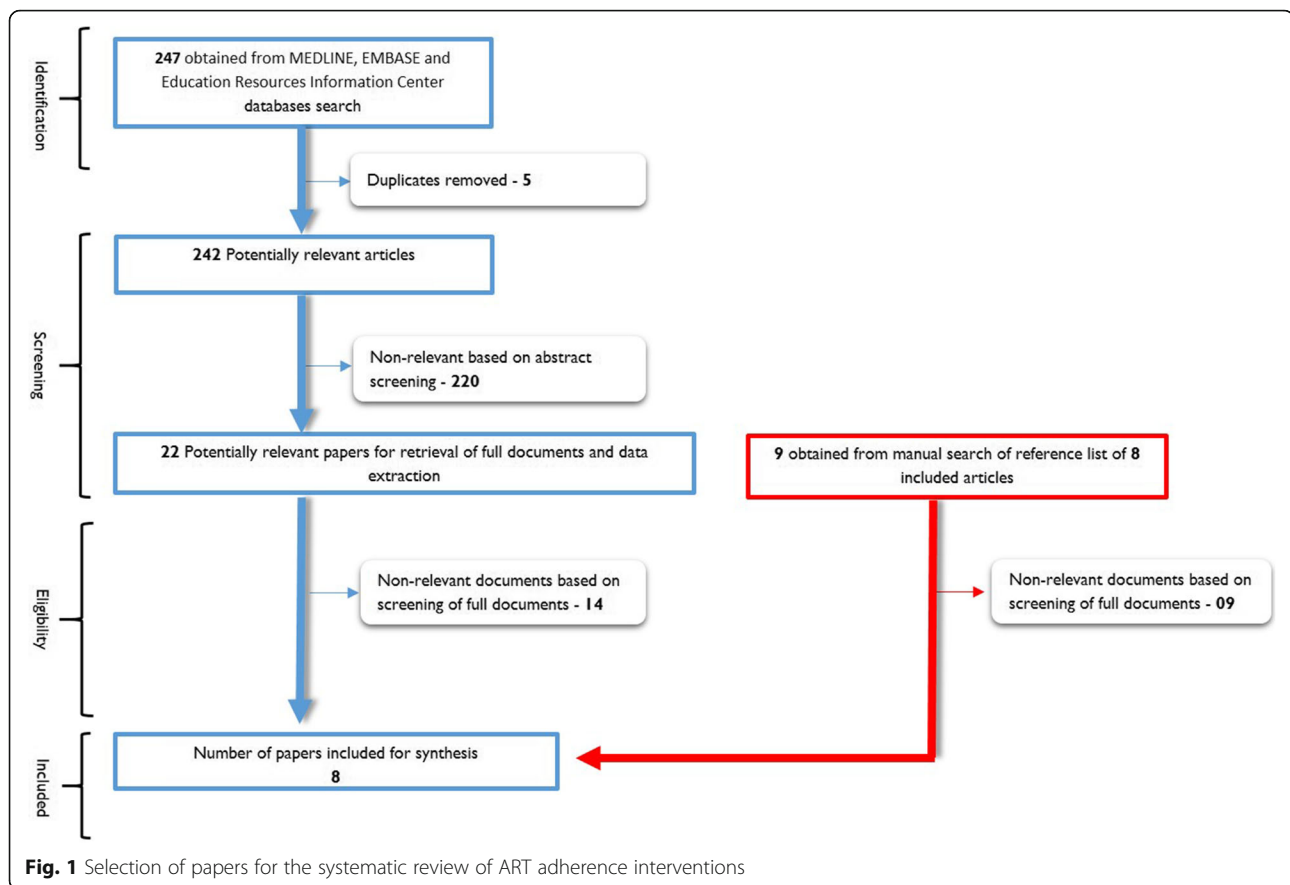 Identification
247 obtained from MEDLINE, EMBASE and
Education Resources Information Center
databases search
Duplicates removed - 5
Screening
242 Potentially relevant articles
Non-relevant based on abstract
screening - 220
22 Potentially relevant papers for retrieval of full documents and data
extraction
9 obtained from manual search of reference list of 8
included articles
Eligibility
Non-relevant documents based on
screening of full documents - 14
Non-relevant documents based on
screening of full documents - 09
Included
Number of papers included for synthesis
8
Fig. 1 Selection of papers for the systematic review of ART adherence interventions